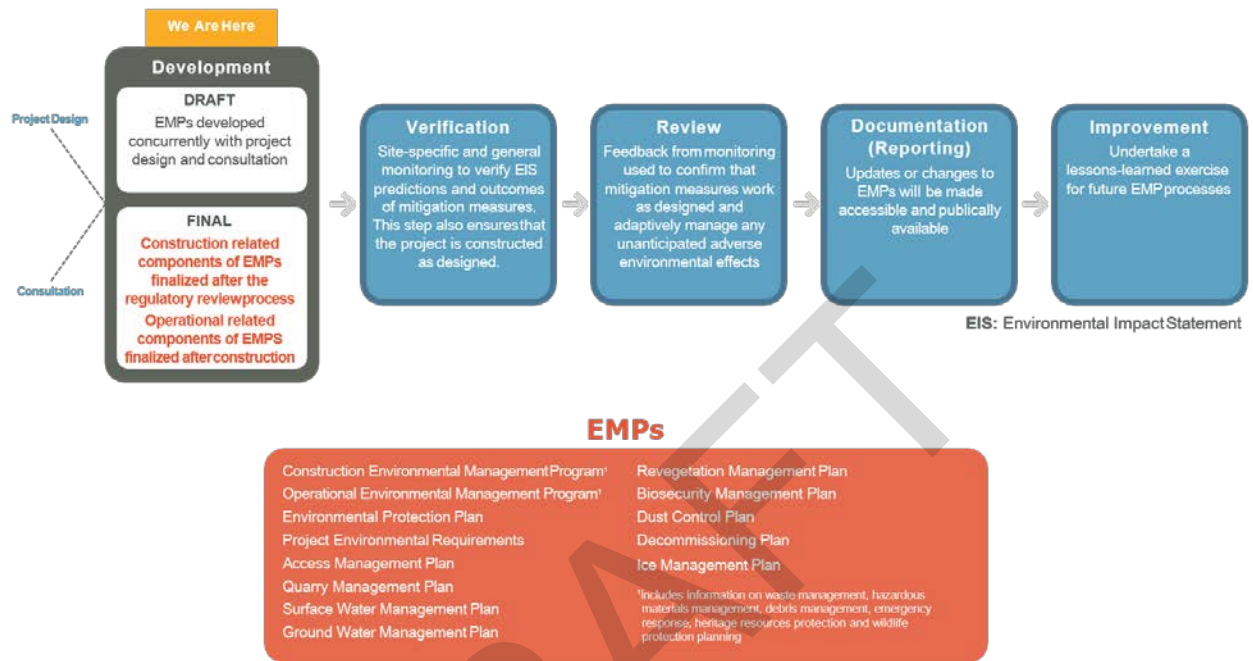 We Are Here
Development
DRAFT
EMPs developed
concurrently with project
design and consultation
FINAL
Construction related
components of EMPs
finalized after the
regulatory review process
Operational related
components of EMPS
finalized after construction
Project Design
Consultation
Verification
Site-specific and general
monitoring to verify EIS
predictions and outcomes
of mitigation measures.
This step also ensures that
the project is constructed
as designed.
Review
Feedback from monitoring
used to confirm that
mitigation measures work
as designed and
adaptively manage any
unanticipated adverse
environmental effects
Documentation
(Reporting)
Updates or changes to
EMPs will be made
accessible and publically
available
Improvement
Undertake a
lessons-learned exercise
for future EMP processes
EIS: Environmental Impact Statement
EMPs
Construction Environmental Management Program¹
Operational Environmental Management Program¹
Environmental Protection Plan
Project Environmental Requirements
Access Management Plan
Quarry Management Plan
Surface Water Management Plan
Ground Water Management Plan
Revegetation Management Plan
Biosecurity Management Plan
Dust Control Plan
Decommissioning Plan
Ice Management Plan
¹Includes information on waste management, hazardous
materials management, debris management, emergency
response, heritage resources protection and wildlife
protection planning
DRAFT